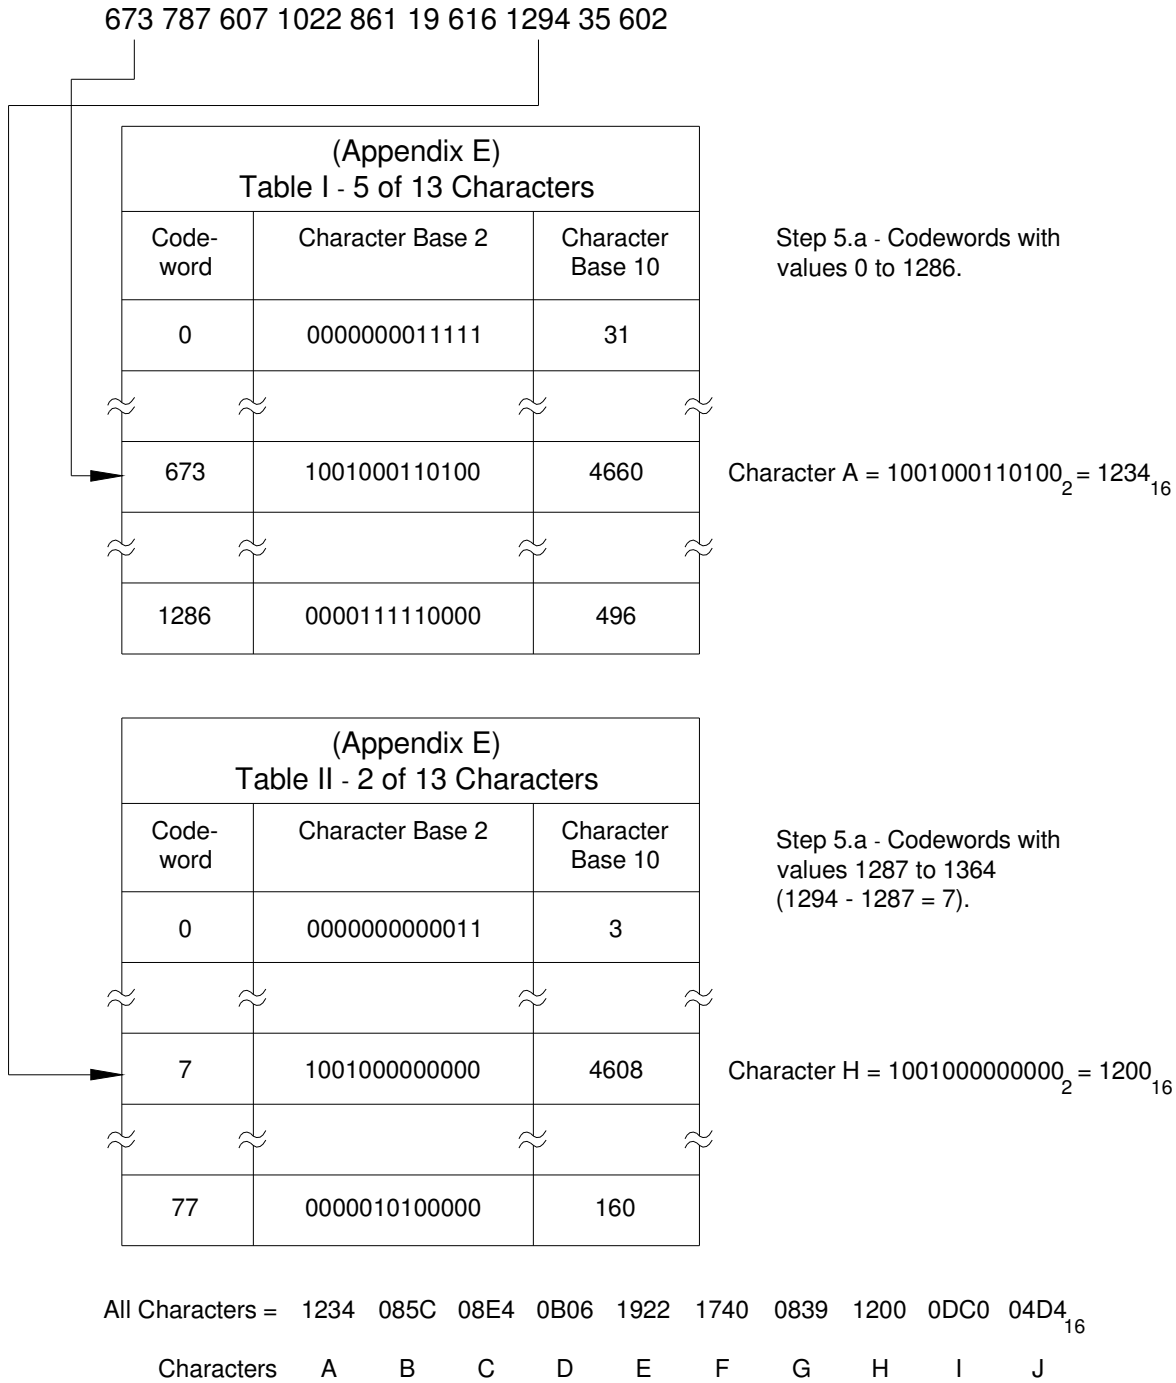 673 787 607 1022 861 19 616 1294 35 602
(Appendix E)
Table I - 5 of 13 Characters
Code-
word
Character Base 2
Character
Base 10
0 0000000011111 31
673 1001000110100 4660
1286 0000111110000 496
Step 5.a - Codewords with
values 0 to 1286.
Character A = 1001000110100₂ = 1234₁₆
(Appendix E)
Table II - 2 of 13 Characters
Code-
word
Character Base 2
Character
Base 10
0 0000000000011 3
7 1001000000000 4608
77 0000010100000 160
Step 5.a - Codewords with
values 1287 to 1364
(1294 - 1287 = 7).
Character H = 1001000000000₂ = 1200₁₆
All Characters = 1234 085C 08E4 0B06 1922 1740 0839 1200 0DC0 04D4₁₆
Characters A B C D E F G H I J